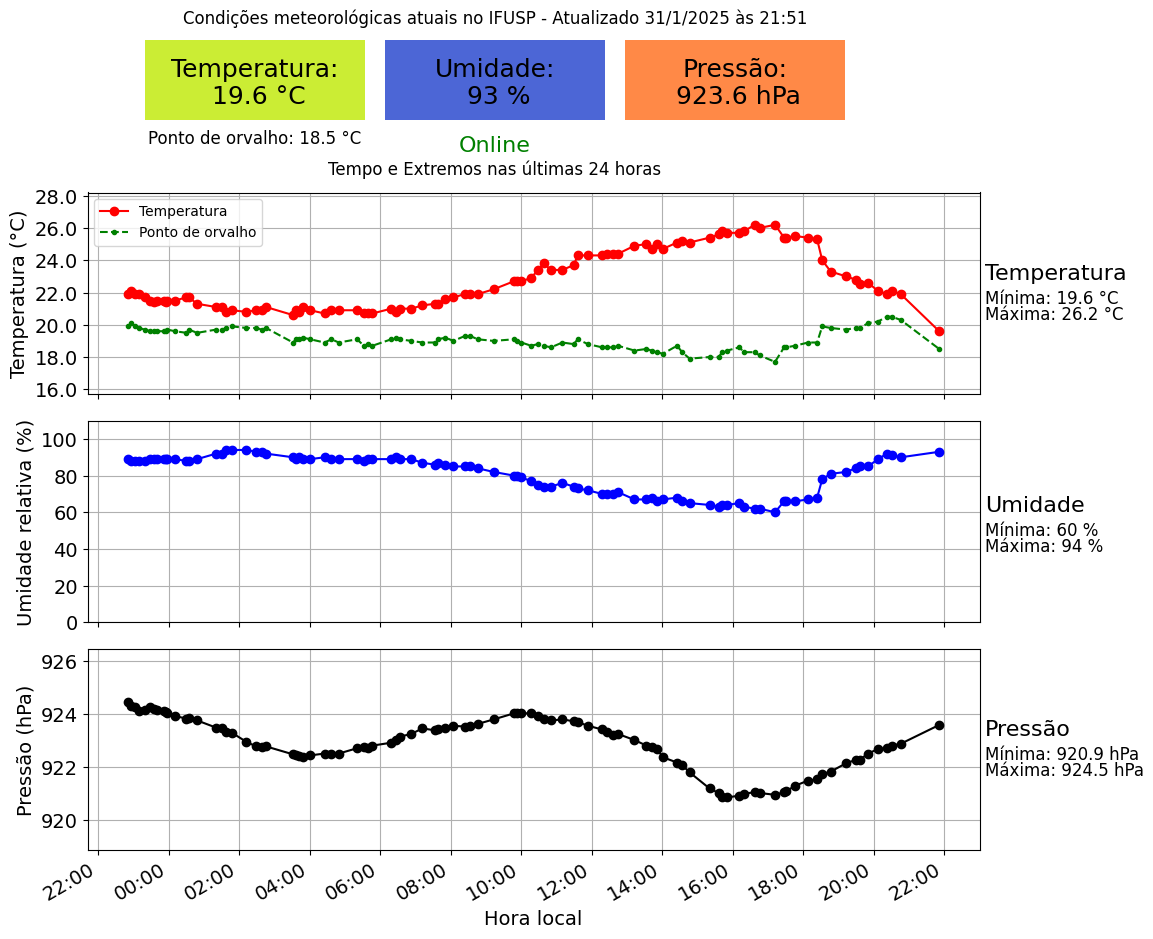 Condições meteorológicas atuais no IFUSP - Atualizado 31/1/2025 às 21:51
Temperatura:
19.6 °C
Umidade:
93 %
Pressão:
923.6 hPa
Ponto de orvalho: 18.5 °C
Online
Tempo e Extremos nas últimas 24 horas
Temperatura (°C)
28.0
26.0
24.0
22.0
20.0
18.0
16.0
Temperatura
Ponto de orvalho
Temperatura
Mínima: 19.6 °C
Máxima: 26.2 °C
Umidade relativa (%)
100
80
60
40
20
0
Umidade
Mínima: 60 %
Máxima: 94 %
Pressão (hPa)
926
924
922
920
Pressão
Mínima: 920.9 hPa
Máxima: 924.5 hPa
22:00
00:00
02:00
04:00
06:00
08:00
10:00
12:00
14:00
16:00
18:00
20:00
22:00
Hora local